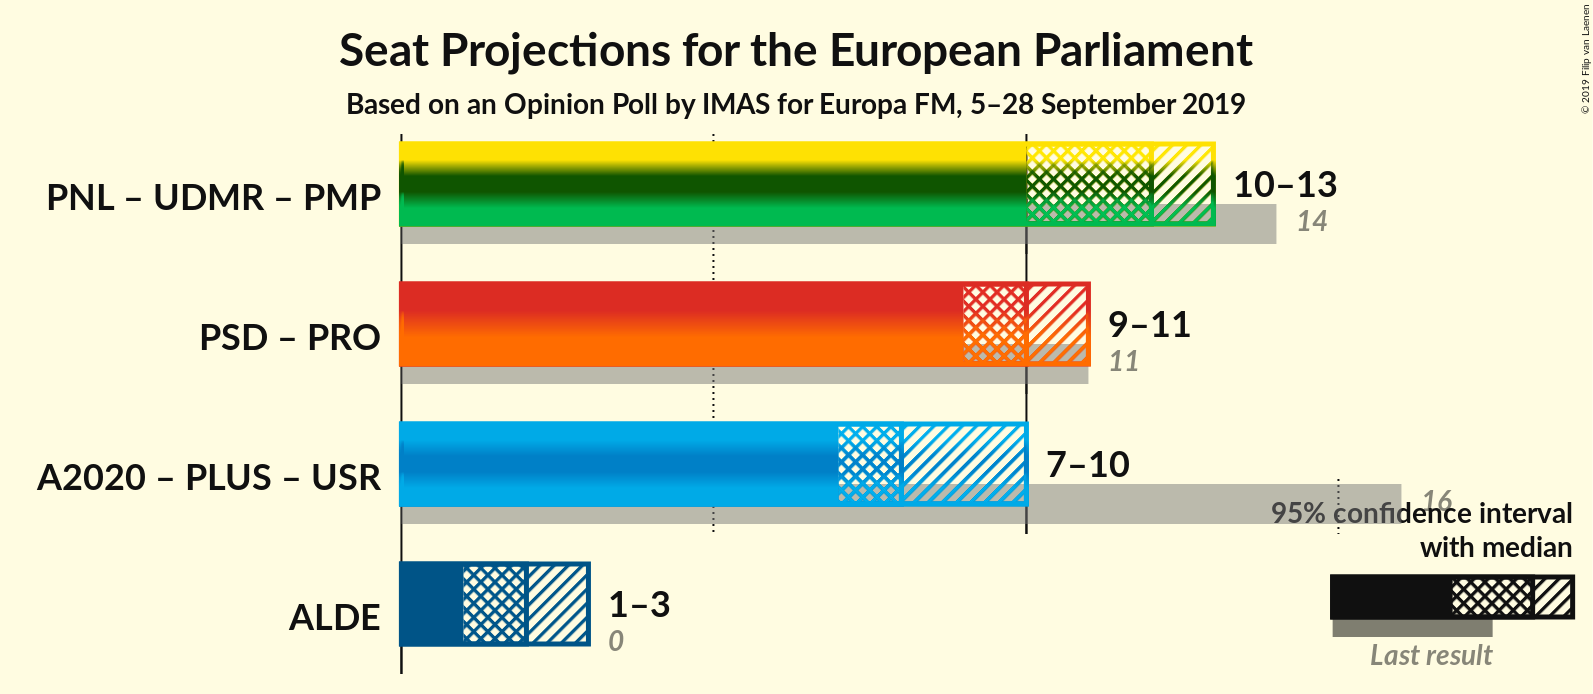 Seat Projections for the European Parliament
Based on an Opinion Poll by IMAS for Europa FM, 5–28 September 2019
© 2019 Filip van Laenen
PNL – UDMR – PMP
10–13
14
PSD – PRO
9–11
11
A2020 – PLUS – USR
7–10
16
ALDE
1–3
0
95% confidence interval
with median
Last result